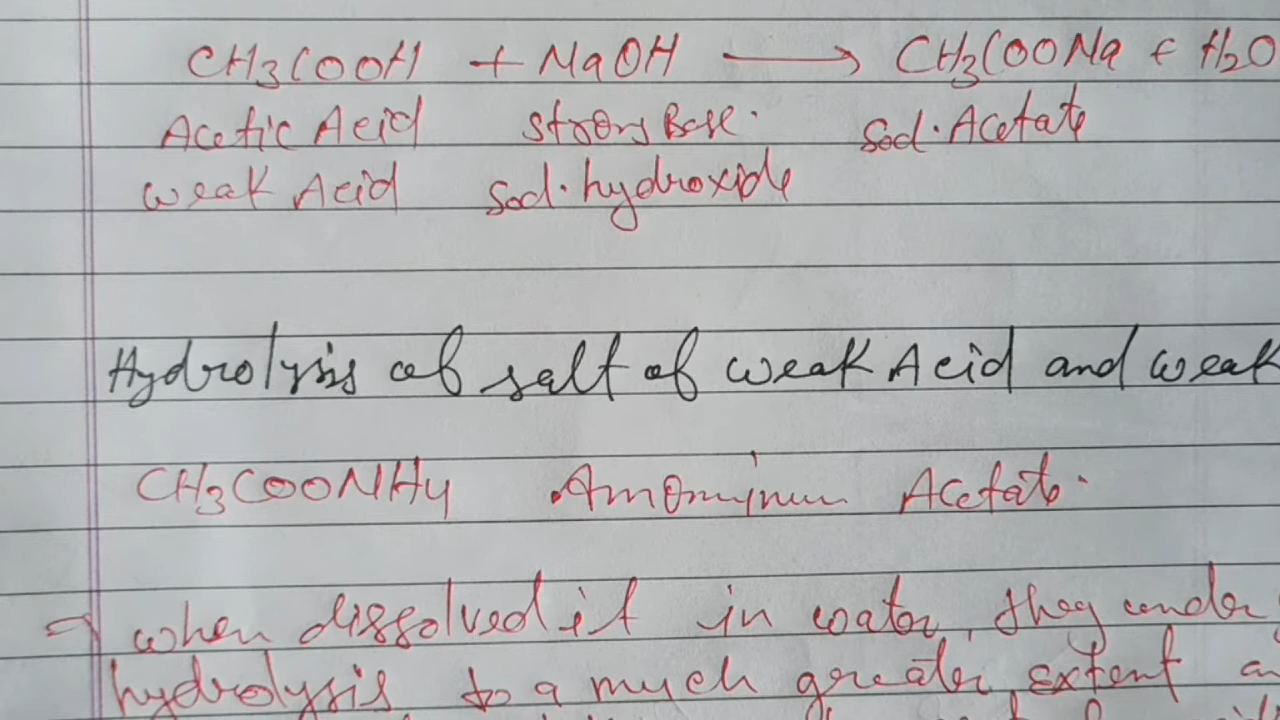 CH3COOH + NaOH ⟶ CH3COONa + H2O
Acetic Acid strong Base. Sod. Acetate
weak Acid Sod. hydroxide
Hydrolysis of salt of weak Acid and weak
CH3COONH4 Acetate.
⇒ when dissolved it in water, they under
hydrolysis to a much greater extent